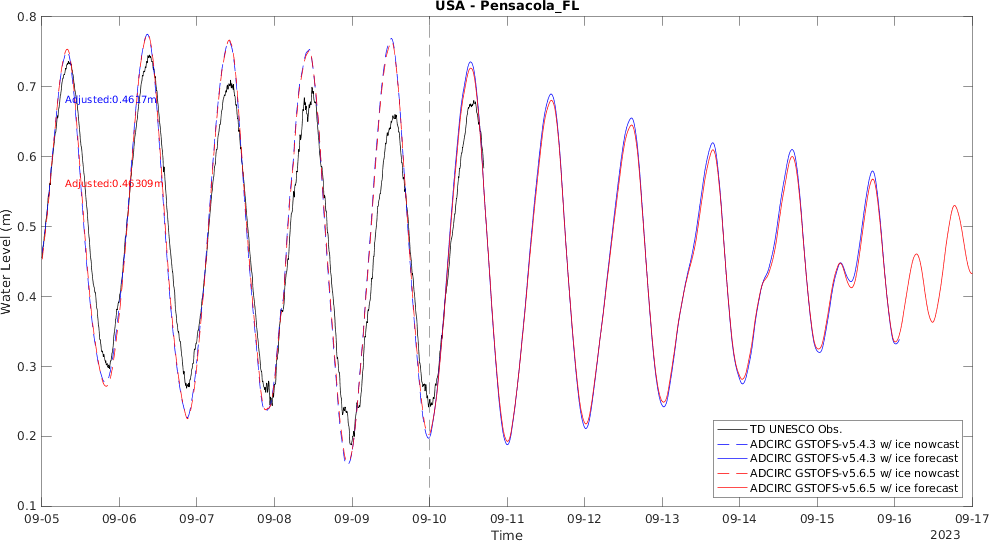 USA - Pensacola_FL
0.8
0.7
0.6
0.5
0.4
0.3
0.2
0.1
Water Level (m)
Adjusted:0.4617m
Adjusted:0.46309m
TD UNESCO Obs.
ADCIRC GSTOFS-v5.4.3 w/ ice nowcast
ADCIRC GSTOFS-v5.4.3 w/ ice forecast
ADCIRC GSTOFS-v5.6.5 w/ ice nowcast
ADCIRC GSTOFS-v5.6.5 w/ ice forecast
09-05 09-06 09-07 09-08 09-09 09-10 09-11 09-12 09-13 09-14 09-15 09-16 09-17
Time
2023